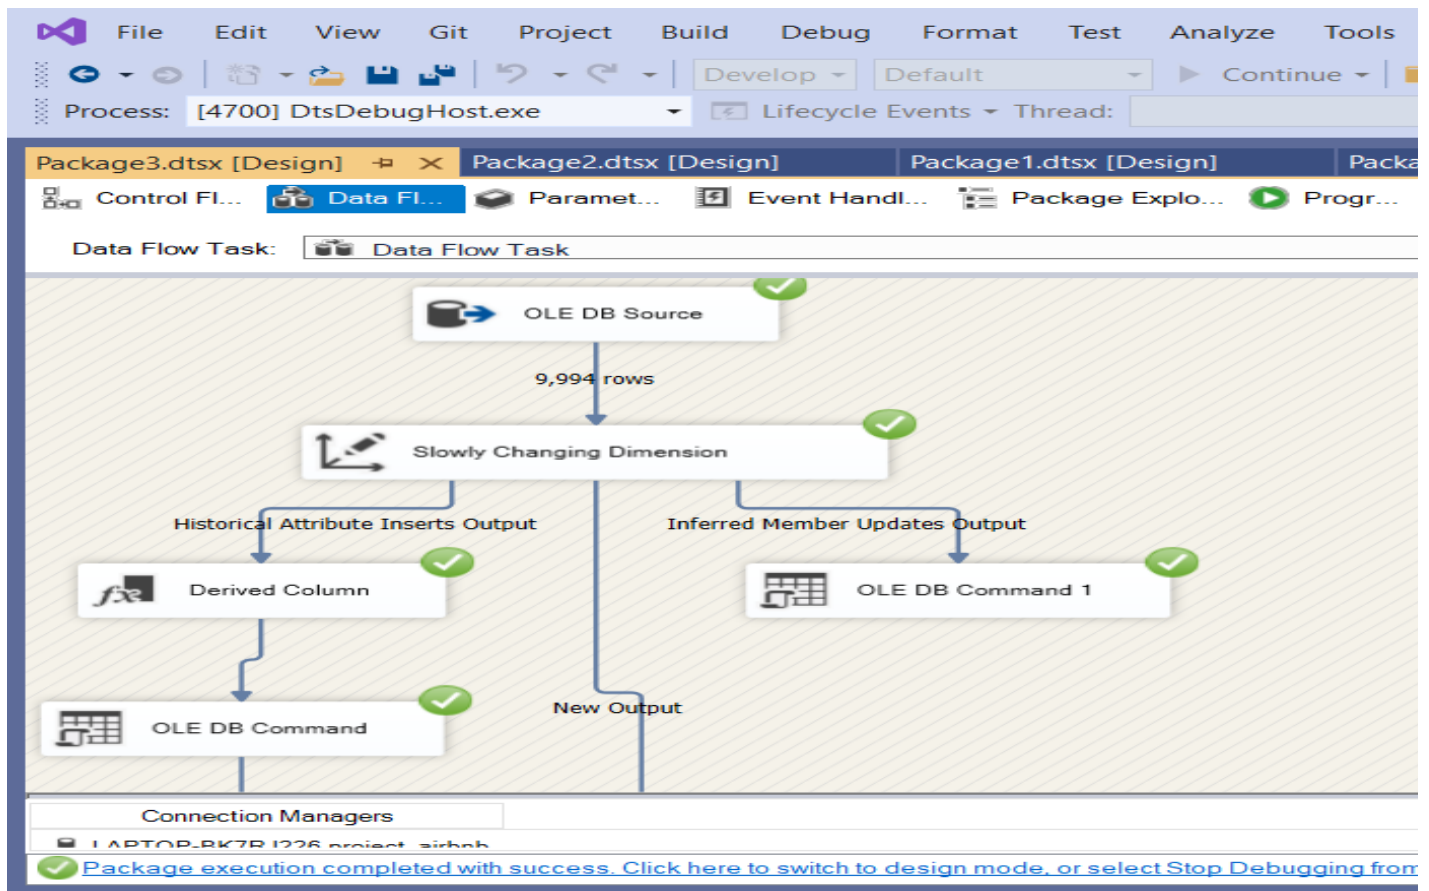 File Edit View Git Project Build Debug Format Test Analyze Tools
Develop Default Continue
Process: [4700] DtsDebugHost.exe Lifecycle Events Thread:
Package3.dtsx [Design] Package2.dtsx [Design] Package1.dtsx [Design] Packa
Control Fl... Data Fl... Paramet... Event Handl... Package Explo... Progr...
Data Flow Task: Data Flow Task
OLE DB Source
9,994 rows
Slowly Changing Dimension
Historical Attribute Inserts Output Inferred Member Updates Output
Derived Column OLE DB Command 1
New Output
OLE DB Command
Connection Managers
project_airbnb
Package execution completed with success. Click here to switch to design mode, or select Stop Debugging from